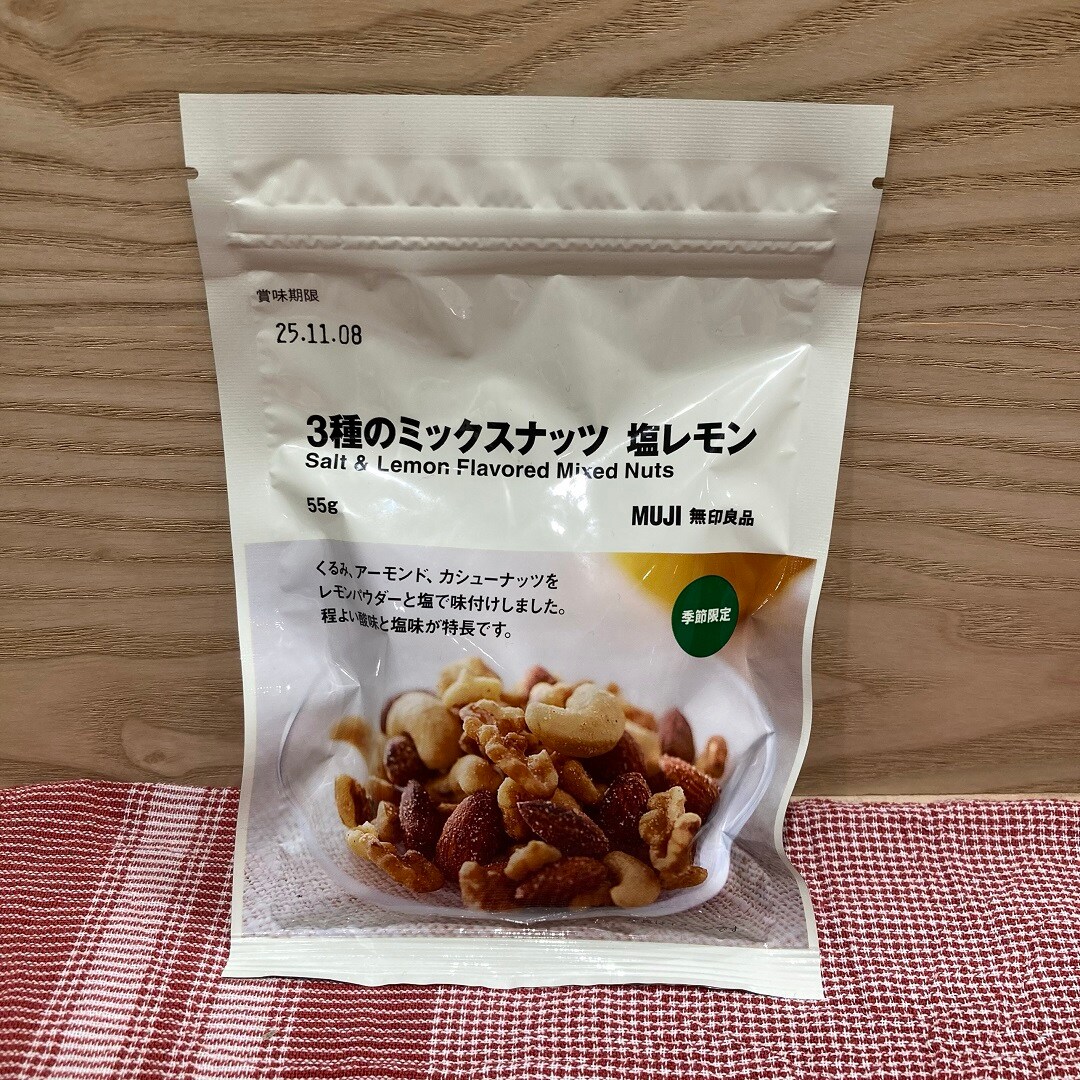 賞味期限
25.11.08
3種のミックスナッツ 塩レモン
Salt & Lemon Flavored Mixed Nuts
55g
MUJI 無印良品
くるみ、アーモンド、カシューナッツを
レモンパウダーと塩で味付けしました。
程よい酸味と塩味が特長です。
季節限定